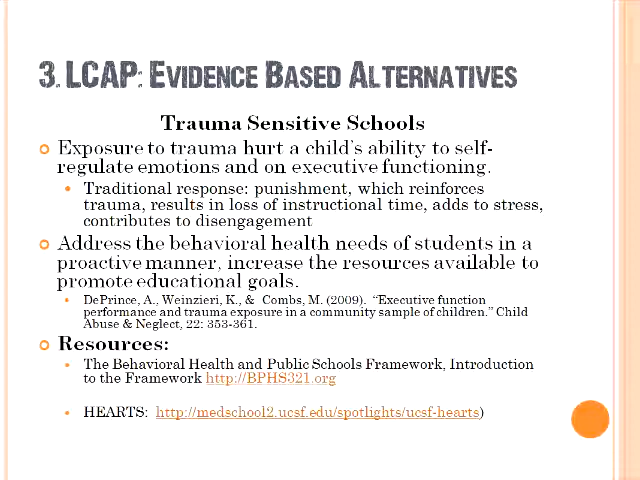 3. LCAP: Evidence Based Alternatives
Trauma Sensitive Schools
Exposure to trauma hurt a child's ability to self-
regulate emotions and on executive functioning.
Traditional response: punishment, which reinforces
trauma, results in loss of instructional time, adds to stress,
contributes to disengagement
Address the behavioral health needs of students in a
proactive manner, increase the resources available to
promote educational goals.
DePrince, A., Weinzieri, K., & Combs, M. (2009). "Executive function
performance and trauma exposure in a community sample of children." Child
Abuse & Neglect, 22: 353-361.
Resources:
The Behavioral Health and Public Schools Framework, Introduction
to the Framework http://BPHS321.org
HEARTS: http://medschool2.ucsf.edu/spotlights/ucsf-hearts)